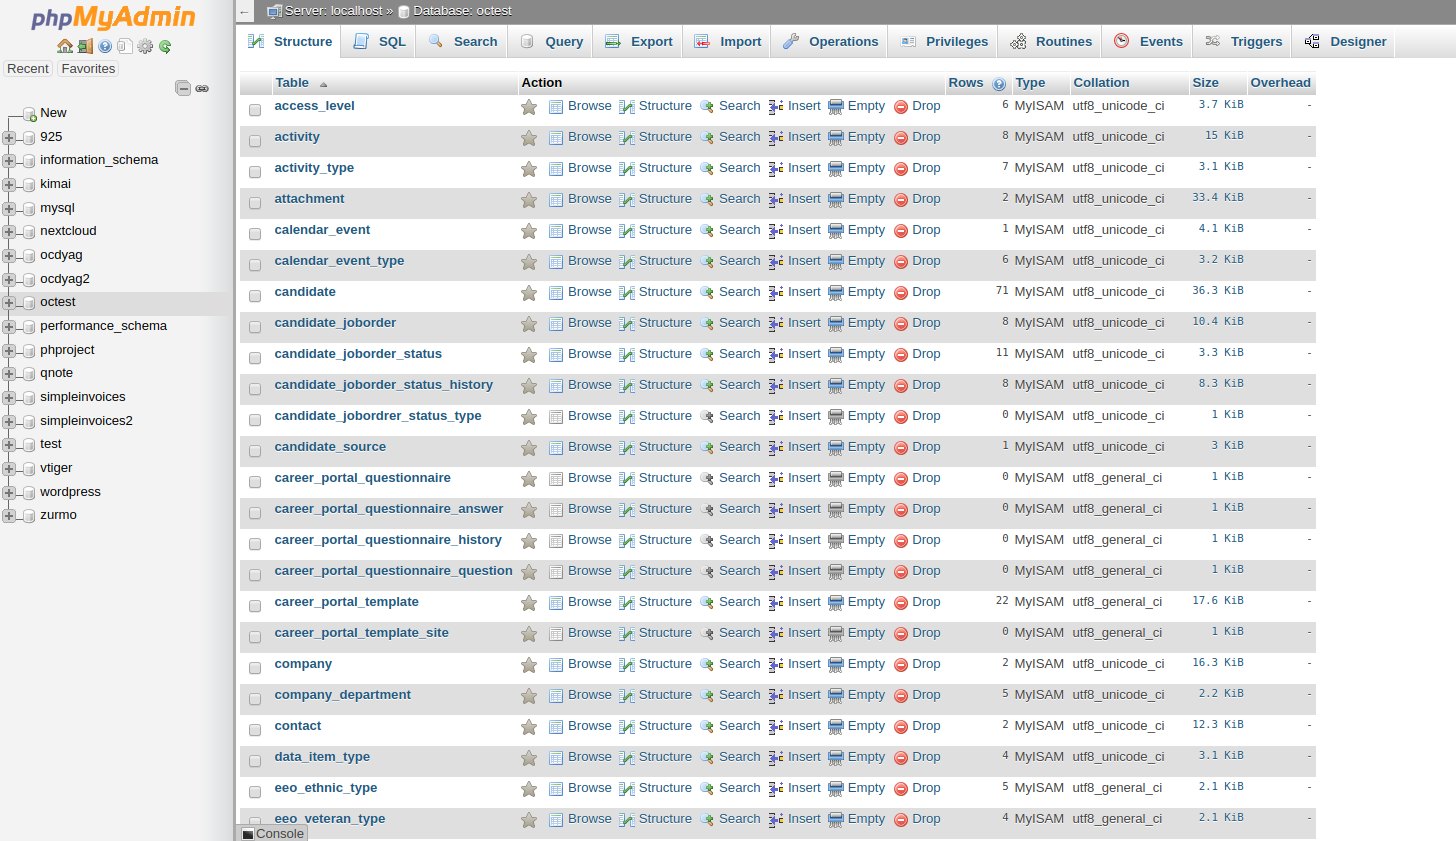 phpMyAdmin
Recent Favorites
New
925
information_schema
kimai
mysql
nextcloud
ocdyag
ocdyag2
octest
performance_schema
phproject
qnote
simpleinvoices
simpleinvoices2
test
vtiger
wordpress
zurmo
← Server: localhost » Database: octest
Structure SQL Search Query Export Import Operations Privileges Routines Events Triggers Designer
Table Action Rows Type Collation Size Overhead
access_level Browse Structure Search Insert Empty Drop 6 MyISAM utf8_unicode_ci 3.7 KiB -
activity Browse Structure Search Insert Empty Drop 8 MyISAM utf8_unicode_ci 15 KiB -
activity_type Browse Structure Search Insert Empty Drop 7 MyISAM utf8_unicode_ci 3.1 KiB -
attachment Browse Structure Search Insert Empty Drop 2 MyISAM utf8_unicode_ci 33.4 KiB -
calendar_event Browse Structure Search Insert Empty Drop 1 MyISAM utf8_unicode_ci 4.1 KiB -
calendar_event_type Browse Structure Search Insert Empty Drop 6 MyISAM utf8_unicode_ci 3.2 KiB -
candidate Browse Structure Search Insert Empty Drop 71 MyISAM utf8_unicode_ci 36.3 KiB -
candidate_joborder Browse Structure Search Insert Empty Drop 8 MyISAM utf8_unicode_ci 10.4 KiB -
candidate_joborder_status Browse Structure Search Insert Empty Drop 11 MyISAM utf8_unicode_ci 3.3 KiB -
candidate_joborder_status_history Browse Structure Search Insert Empty Drop 8 MyISAM utf8_unicode_ci 8.3 KiB -
candidate_jobordrer_status_type Browse Structure Search Insert Empty Drop 0 MyISAM utf8_unicode_ci 1 KiB -
candidate_source Browse Structure Search Insert Empty Drop 1 MyISAM utf8_unicode_ci 3 KiB -
career_portal_questionnaire Browse Structure Search Insert Empty Drop 0 MyISAM utf8_general_ci 1 KiB -
career_portal_questionnaire_answer Browse Structure Search Insert Empty Drop 0 MyISAM utf8_general_ci 1 KiB -
career_portal_questionnaire_history Browse Structure Search Insert Empty Drop 0 MyISAM utf8_general_ci 1 KiB -
career_portal_questionnaire_question Browse Structure Search Insert Empty Drop 0 MyISAM utf8_general_ci 1 KiB -
career_portal_template Browse Structure Search Insert Empty Drop 22 MyISAM utf8_general_ci 17.6 KiB -
career_portal_template_site Browse Structure Search Insert Empty Drop 0 MyISAM utf8_general_ci 1 KiB -
company Browse Structure Search Insert Empty Drop 2 MyISAM utf8_unicode_ci 16.3 KiB -
company_department Browse Structure Search Insert Empty Drop 5 MyISAM utf8_unicode_ci 2.2 KiB -
contact Browse Structure Search Insert Empty Drop 2 MyISAM utf8_unicode_ci 12.3 KiB -
data_item_type Browse Structure Search Insert Empty Drop 4 MyISAM utf8_unicode_ci 3.1 KiB -
eeo_ethnic_type Browse Structure Search Insert Empty Drop 5 MyISAM utf8_general_ci 2.1 KiB -
eeo_veteran_type Browse Structure Search Insert Empty Drop 4 MyISAM utf8_general_ci 2.1 KiB -
Console